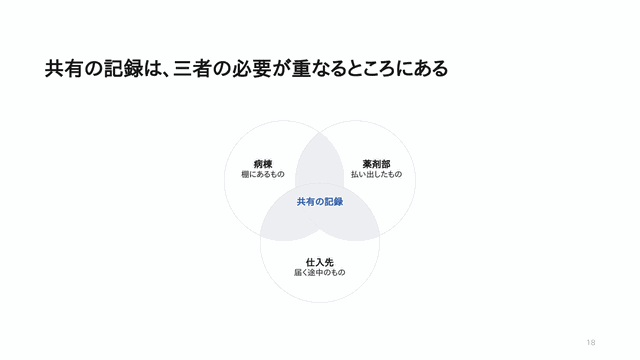 共有の記録は、三者の必要が重なるところにある
病棟
棚にあるもの
薬剤部
払い出したもの
共有の記録
仕入先
届く途中のもの
18